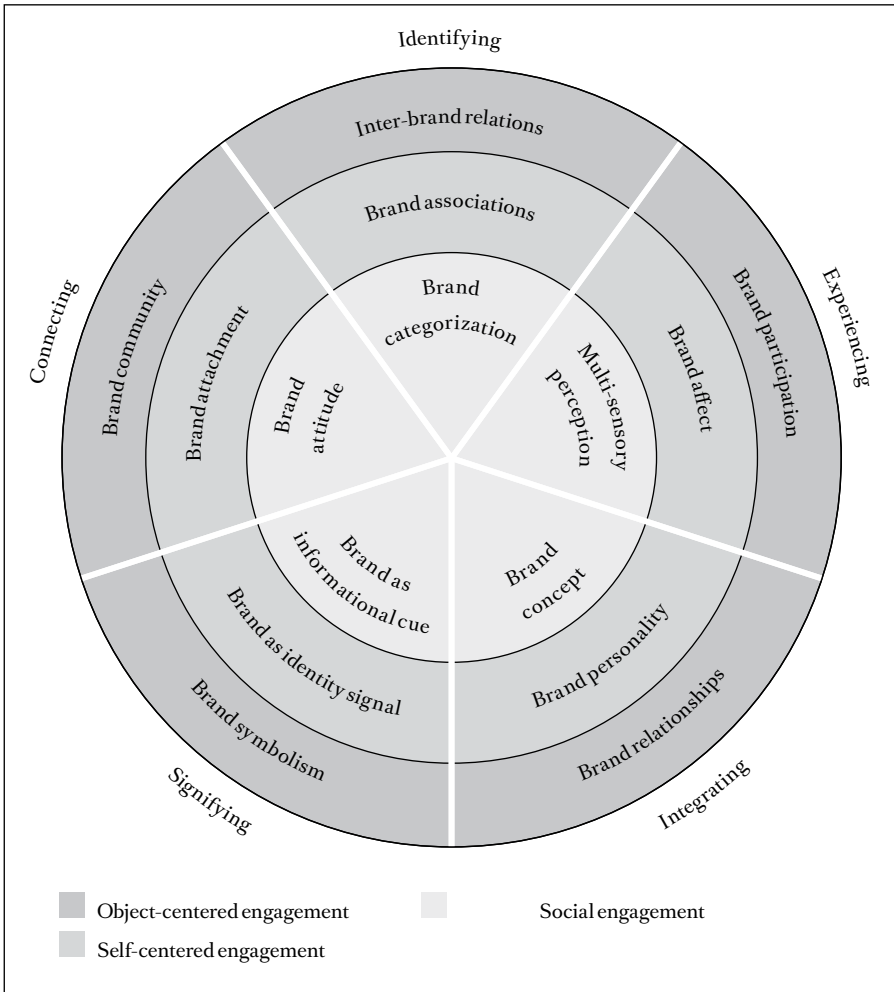 Identifying
Inter-brand relations
Brand associations
Brand
categorization
Experiencing
Brand participation
Brand affect
Multi-sensory
perception
Integrating
Brand relationships
Brand personality
Brand
concept
Signifying
Brand symbolism
Brand as identity signal
Brand as
informational cue
Connecting
Brand community
Brand attachment
Brand
attitude
Object-centered engagement
Social engagement
Self-centered engagement